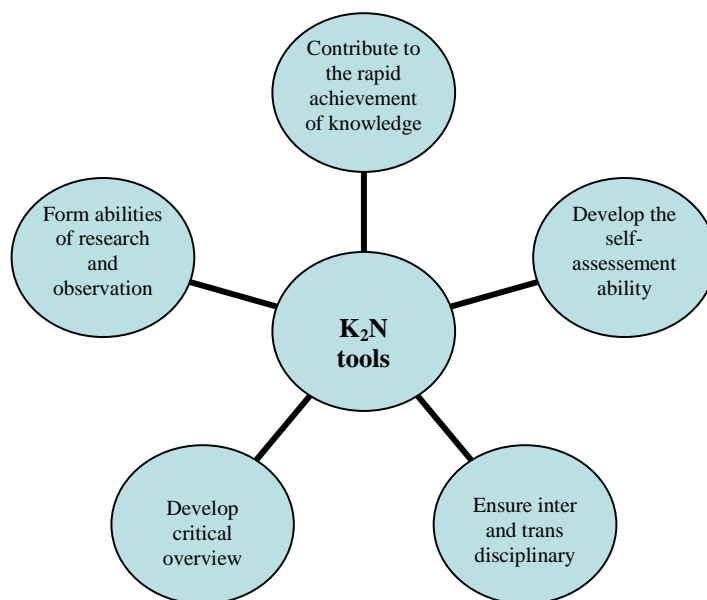 Contribute to
the rapid
achievement
of knowledge
Form abilities
of research
and
observation
Develop the
self-
assessement
ability
K₂N
tools
Develop
critical
overview
Ensure inter
and trans
disciplinary